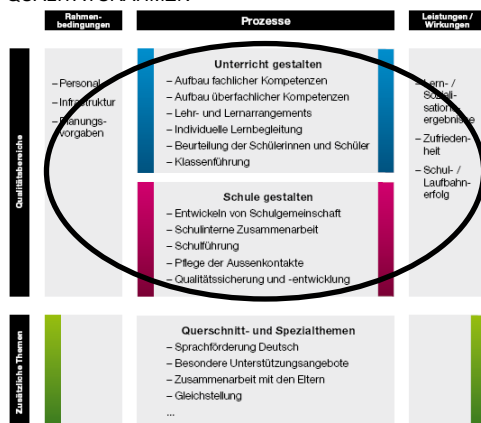 QUALITÄTSRAHMEN
Rahmen-
bedingungen
Prozesse
Leistungen /
Wirkungen
Qualitätsbereiche
– Personal
– Infrastruktur
– Planungs-
vorgaben
Unterricht gestalten
– Aufbau fachlicher Kompetenzen
– Aufbau überfachlicher Kompetenzen
– Lehr- und Lernarrangements
– Individuelle Lernbegleitung
– Beurteilung der Schülerinnen und Schüler
– Klassenführung
Schule gestalten
– Entwickeln von Schulgemeinschaft
– Schulinterne Zusammenarbeit
– Schulführung
– Pflege der Aussenkontakte
– Qualitätssicherung und -entwicklung
– Lern- /
Soziali-
sations-
ergebnisse
– Zufrieden-
heit
– Schul- /
Laufbahn-
erfolg
Zusätzliche Themen
Querschnitt- und Spezialthemen
– Sprachförderung Deutsch
– Besondere Unterstützungsangebote
– Zusammenarbeit mit den Eltern
– Gleichstellung
...